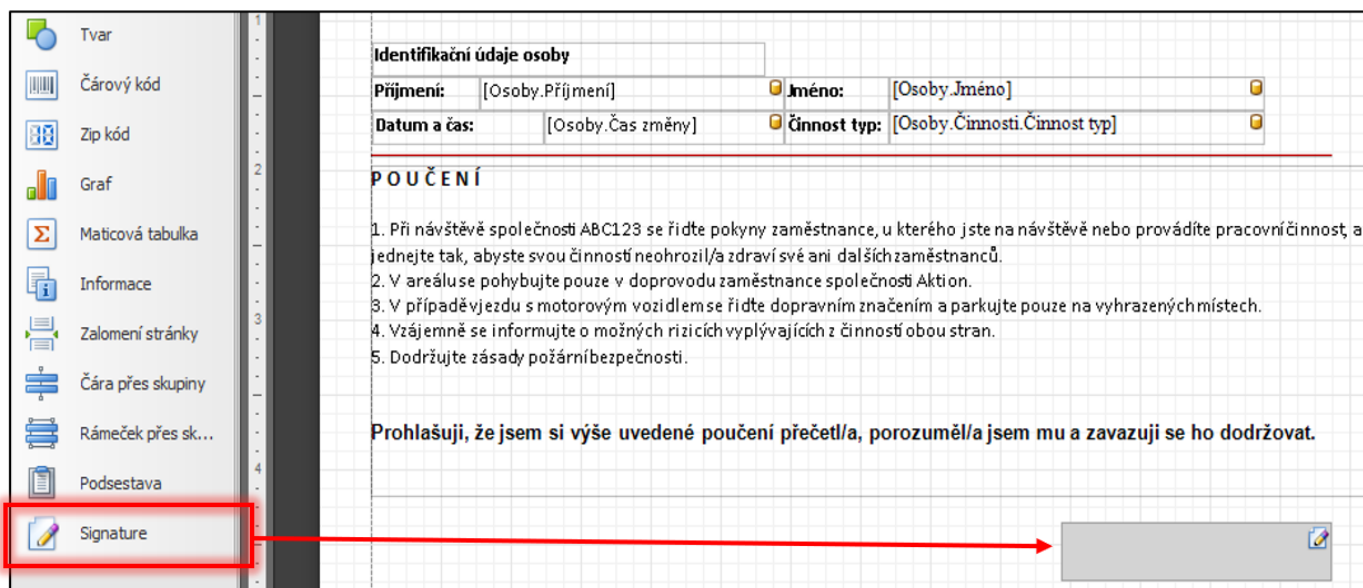 Tvar
Čárový kód
Zip kód
Graf
Maticová tabulka
Informace
Zalomení stránky
Čára přes skupiny
Rámeček přes sk...
Podsestava
Signature
1
2
3
4
Identifikační údaje osoby
Příjmení: [Osoby.Příjmení] Jméno: [Osoby.Jméno]
Datum a čas: [Osoby.Čas změny] Činnost typ: [Osoby.Činnosti.Činnost typ]
POUČENÍ
1. Při návštěvě společnosti ABC123 se řiďte pokyny zaměstnance, u kterého jste na návštěvě nebo provádíte pracovní činnost, a
jednejte tak, abyste svou činností neohrozil/a zdraví své ani dalších zaměstnanců.
2. V areálu se pohybujte pouze v doprovodu zaměstnance společnosti Aktion.
3. V případě vjezdu s motorovým vozidlem se řiďte dopravním značením a parkujte pouze na vyhrazených místech.
4. Vzájemně se informujte o možných rizicích vyplývajících z činností obou stran.
5. Dodržujte zásady požární bezpečnosti.
Prohlašuji, že jsem si výše uvedené poučení přečetl/a, porozuměl/a jsem mu a zavazuji se ho dodržovat.